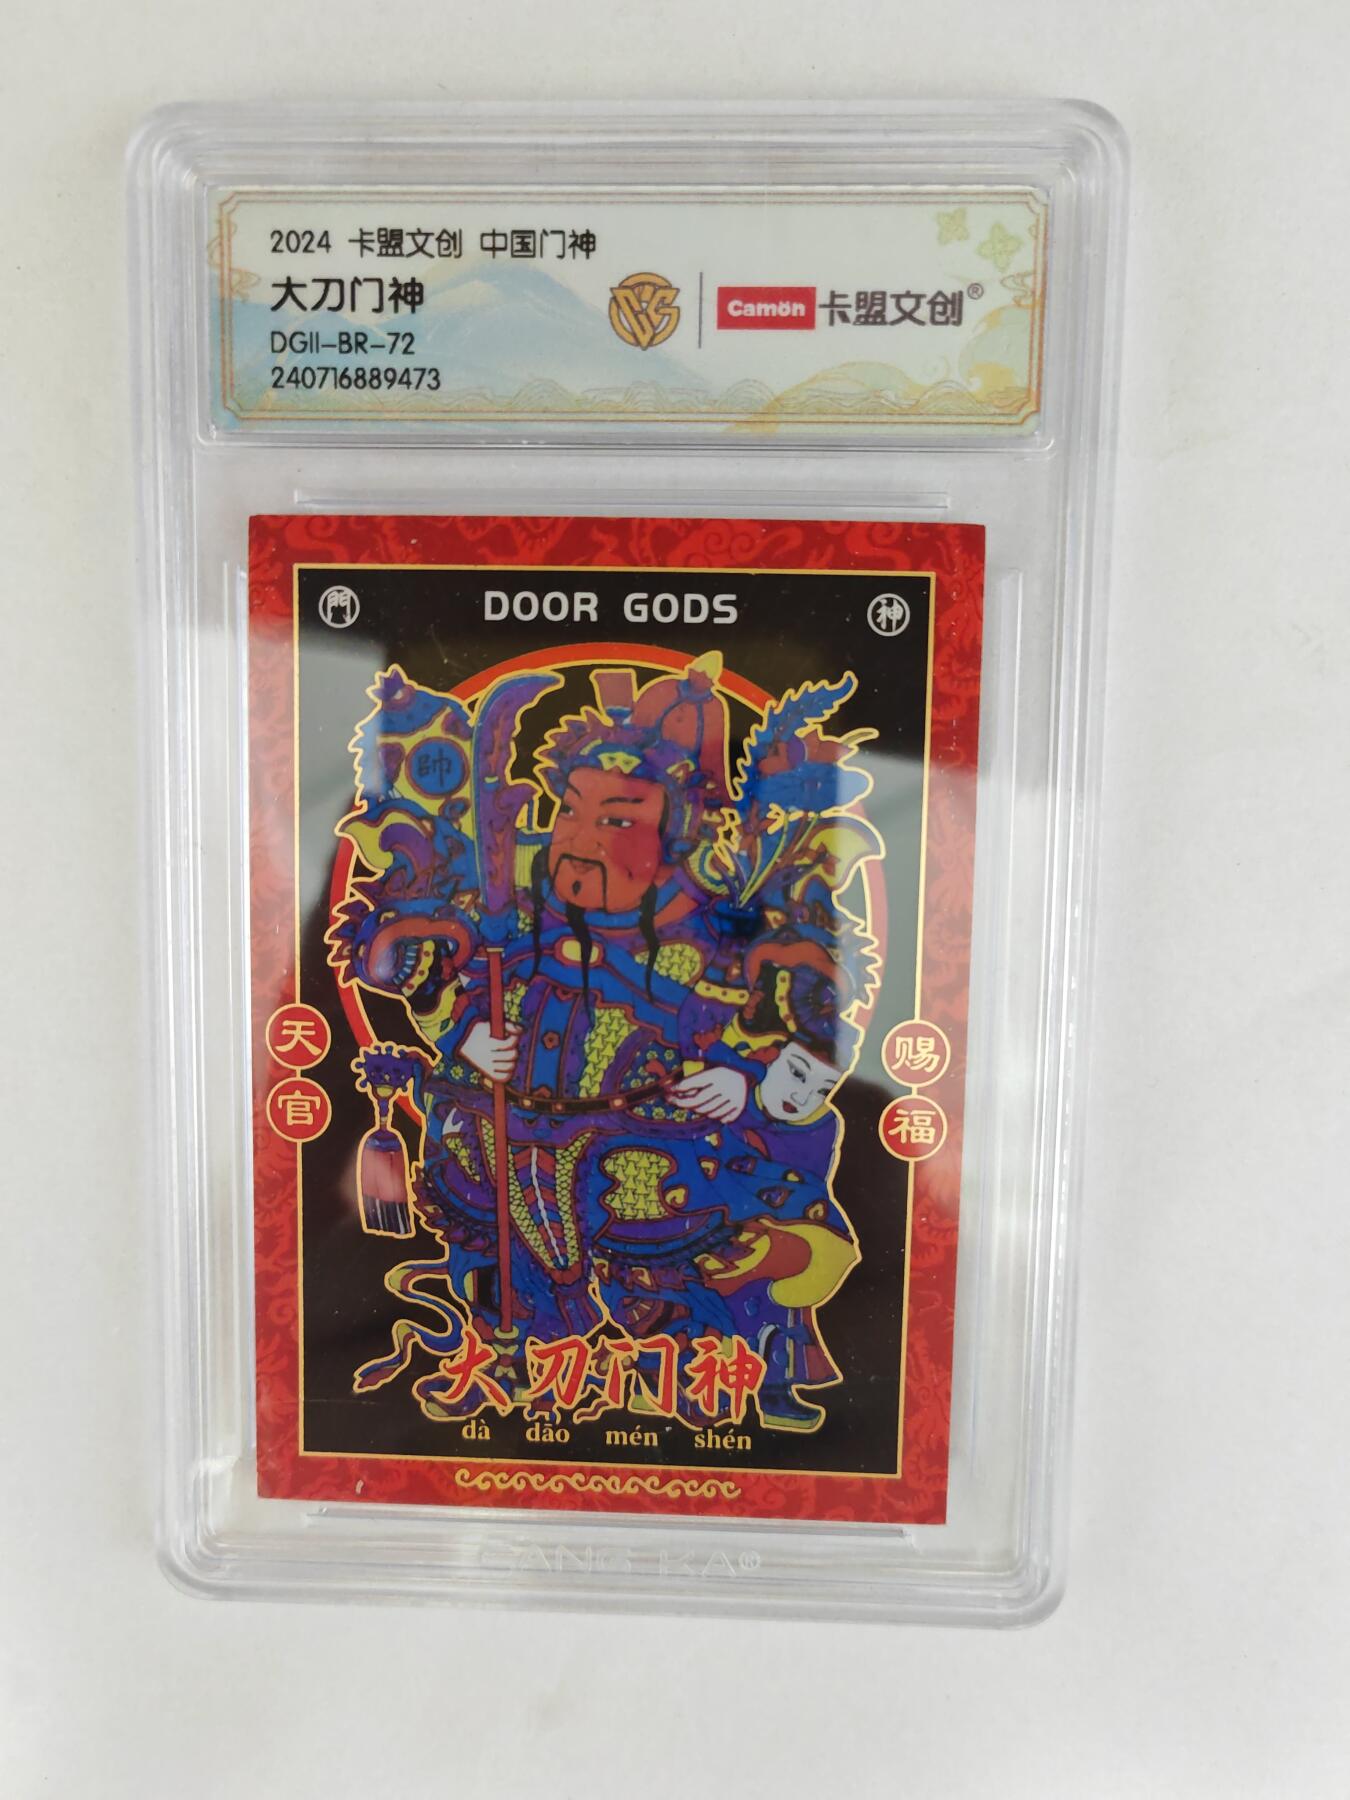 2024 卡盟文创 中国门神
大刀门神
DGII-BR-72
240716889473
Camön 卡盟文创®
門 DOOR GODS 神
帥
天官
赐福
大刀门神
dà dāo mén shén
KA®